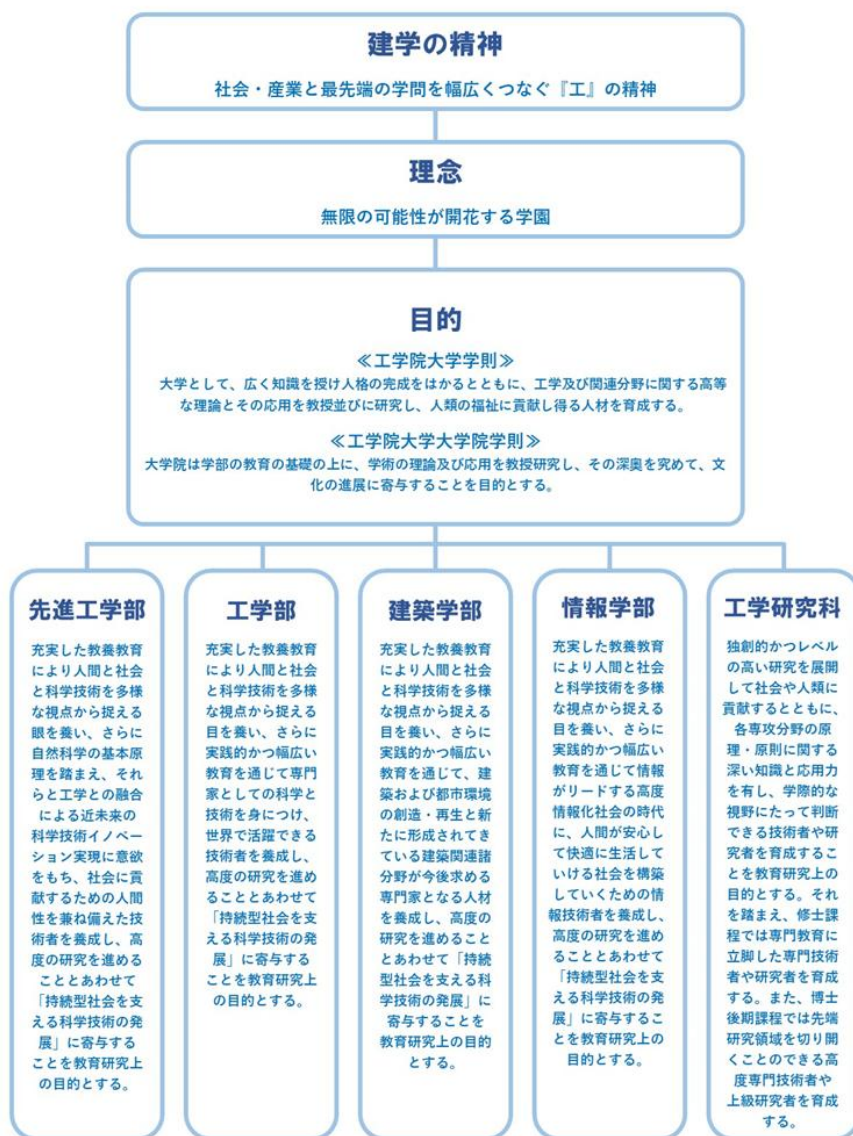 建学の精神
社会・産業と最先端の学問を幅広くつなぐ『工』の精神
理念
無限の可能性が開花する学園
目的
≪工学院大学学則≫
大学として、広く知識を授け人格の完成をはかるとともに、工学及び関連分野に関する高等
な理論とその応用を教授並びに研究し、人類の福祉に貢献し得る人材を育成する。
≪工学院大学大学院学則≫
大学院は学部の教育の基礎の上に、学術の理論及び応用を教授研究し、その深奥を究めて、文
化の進展に寄与することを目的とする。
先進工学部
充実した教養教育
により人間と社会
と科学技術を多様
な視点から捉える
眼を養い、さらに
自然科学の基本原
理を踏まえ、それ
らと工学との融合
による近未来の
科学技術イノベー
ション実現に意欲
をもち、社会に貢
献するための人間
性を兼ね備えた技
術者を養成し、高
度の研究を進める
こととあわせて
「持続型社会を支
える科学技術の発
展」に寄与する
ことを教育研究上
の目的とする。
工学部
充実した教養教育
により人間と社会
と科学技術を多様
な視点から捉える
目を養い、さらに
実践的かつ幅広い
教育を通じて専門
家としての科学と
技術を身につけ、
世界で活躍できる
技術者を養成し、
高度の研究を進め
ることとあわせて
「持続型社会を支
える科学技術の発
展」に寄与する
ことを教育研究上
の目的とする。
建築学部
充実した教養教育
により人間と社会
と科学技術を多様
な視点から捉える
目を養い、さらに
実践的かつ幅広い
教育を通じて、建
築および都市環境
の創造・再生と新
たに形成されてき
ている建築関連諸
分野が今後求める
専門家となる人材
を養成し、高度の
研究を進めること
とあわせて「持続
型社会を支える科
学技術の発展」に
寄与することを
教育研究上の目的
とする。
情報学部
充実した教養教育
により人間と社会
と科学技術を多様
な視点から捉える
目を養い、さらに
実践的かつ幅広い
教育を通じて情報
がリードする高度
情報化社会の時代
に、人間が安心し
て快適に生活して
いける社会を構築
していくための情
報技術者を養成し、
高度の研究を進め
ることとあわせて
「持続型社会を支
える科学技術の発
展」に寄与するこ
とを教育研究上の
目的とする。
工学研究科
独創的かつレベル
の高い研究を展開
して社会や人類に
貢献するとともに、
各専攻分野の原
理・原則に関する
深い知識と応用力
を有し、学際的な
視野にたって判断
できる技術者や研
究者を育成するこ
とを教育研究上の
目的とする。それ
を踏まえ、修士課
程では専門教育に
立脚した専門技術
者や研究者を育成
する。また、博士
後期課程では先端
研究領域を切り開
くことのできる高
度専門技術者や
上級研究者を育成
する。